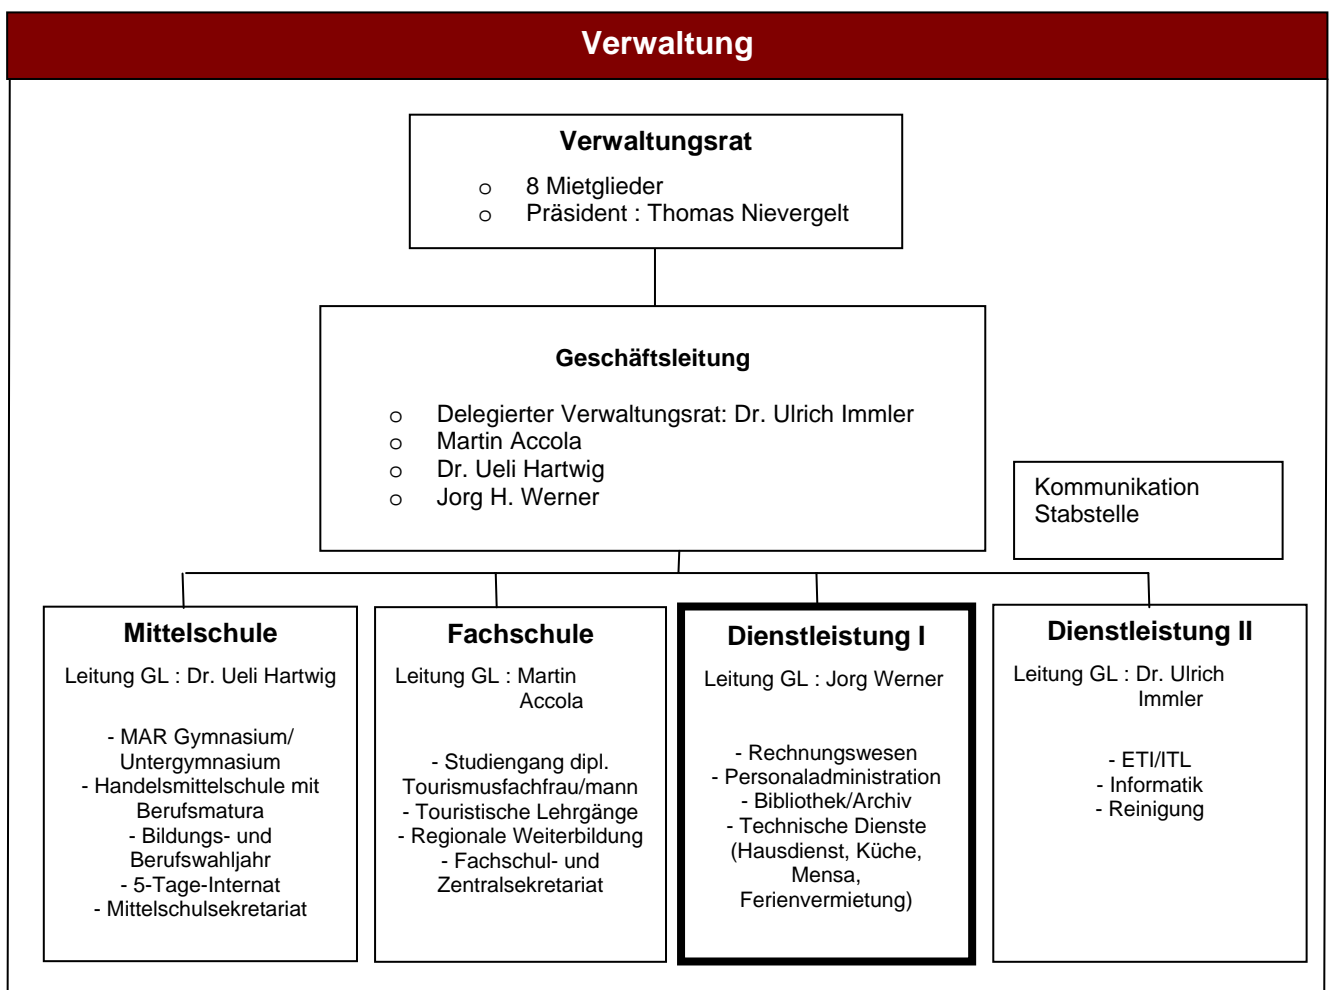 Verwaltung
Verwaltungsrat
o 8 Mietglieder
o Präsident : Thomas Nievergelt
Geschäftsleitung
o Delegierter Verwaltungsrat: Dr. Ulrich Immler
o Martin Accola
o Dr. Ueli Hartwig
o Jorg H. Werner
Kommunikation
Stabstelle
Mittelschule
Leitung GL : Dr. Ueli Hartwig
- MAR Gymnasium/
Untergymnasium
- Handelsmittelschule mit
Berufsmatura
- Bildungs- und
Berufswahljahr
- 5-Tage-Internat
- Mittelschulsekretariat
Fachschule
Leitung GL : Martin
Accola
- Studiengang dipl.
Tourismusfachfrau/mann
- Touristische Lehrgänge
- Regionale Weiterbildung
- Fachschul- und
Zentralsekretariat
Dienstleistung I
Leitung GL : Jorg Werner
- Rechnungswesen
- Personaladministration
- Bibliothek/Archiv
- Technische Dienste
(Hausdienst, Küche,
Mensa,
Ferienvermietung)
Dienstleistung II
Leitung GL : Dr. Ulrich
Immler
- ETI/ITL
- Informatik
- Reinigung